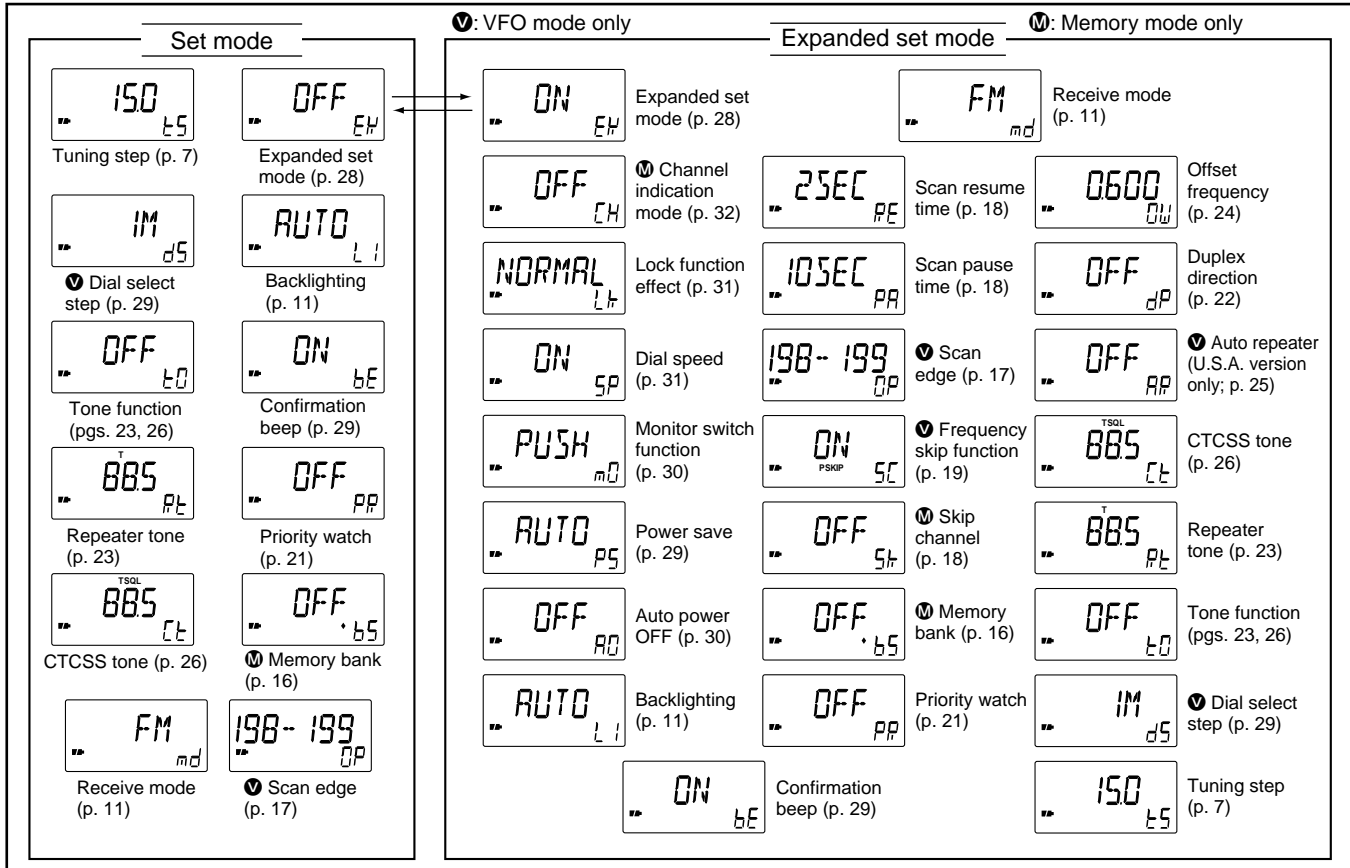 Ⓥ: VFO mode only
Ⓜ: Memory mode only
Set mode
15.0
tS
Tuning step (p. 7)
OFF
EX
Expanded set
mode (p. 28)
1M
dS
Ⓥ Dial select
step (p. 29)
AUTO
LI
Backlighting
(p. 11)
OFF
tO
Tone function
(pgs. 23, 26)
ON
bE
Confirmation
beep (p. 29)
T
88.5
Rt
Repeater tone
(p. 23)
OFF
PR
Priority watch
(p. 21)
TSQL
88.5
Ct
CTCSS tone (p. 26)
OFF
bS
Ⓜ Memory bank
(p. 16)
FM
md
Receive mode
(p. 11)
198- 199
OP
Ⓥ Scan edge
(p. 17)
Expanded set mode
ON
EX
Expanded set
mode (p. 28)
FM
md
Receive mode
(p. 11)
OFF
CH
Ⓜ Channel
indication
mode (p. 32)
2SEC
RE
Scan resume
time (p. 18)
0.600
OW
Offset
frequency
(p. 24)
NORMAL
Lk
Lock function
effect (p. 31)
10SEC
PA
Scan pause
time (p. 18)
OFF
dP
Duplex
direction
(p. 22)
ON
SP
Dial speed
(p. 31)
198- 199
OP
Ⓥ Scan
edge (p. 17)
OFF
AR
Ⓥ Auto repeater
(U.S.A. version
only; p. 25)
PUSH
mO
Monitor switch
function
(p. 30)
ON
PSKIP
SC
Ⓥ Frequency
skip function
(p. 19)
TSQL
88.5
Ct
CTCSS tone
(p. 26)
AUTO
PS
Power save
(p. 29)
OFF
Sk
Ⓜ Skip
channel
(p. 18)
T
88.5
Rt
Repeater
tone (p. 23)
OFF
AO
Auto power
OFF (p. 30)
OFF
bS
Ⓜ Memory
bank (p. 16)
OFF
tO
Tone function
(pgs. 23, 26)
AUTO
LI
Backlighting
(p. 11)
OFF
PR
Priority watch
(p. 21)
1M
dS
Ⓥ Dial select
step (p. 29)
ON
bE
Confirmation
beep (p. 29)
15.0
tS
Tuning step
(p. 7)